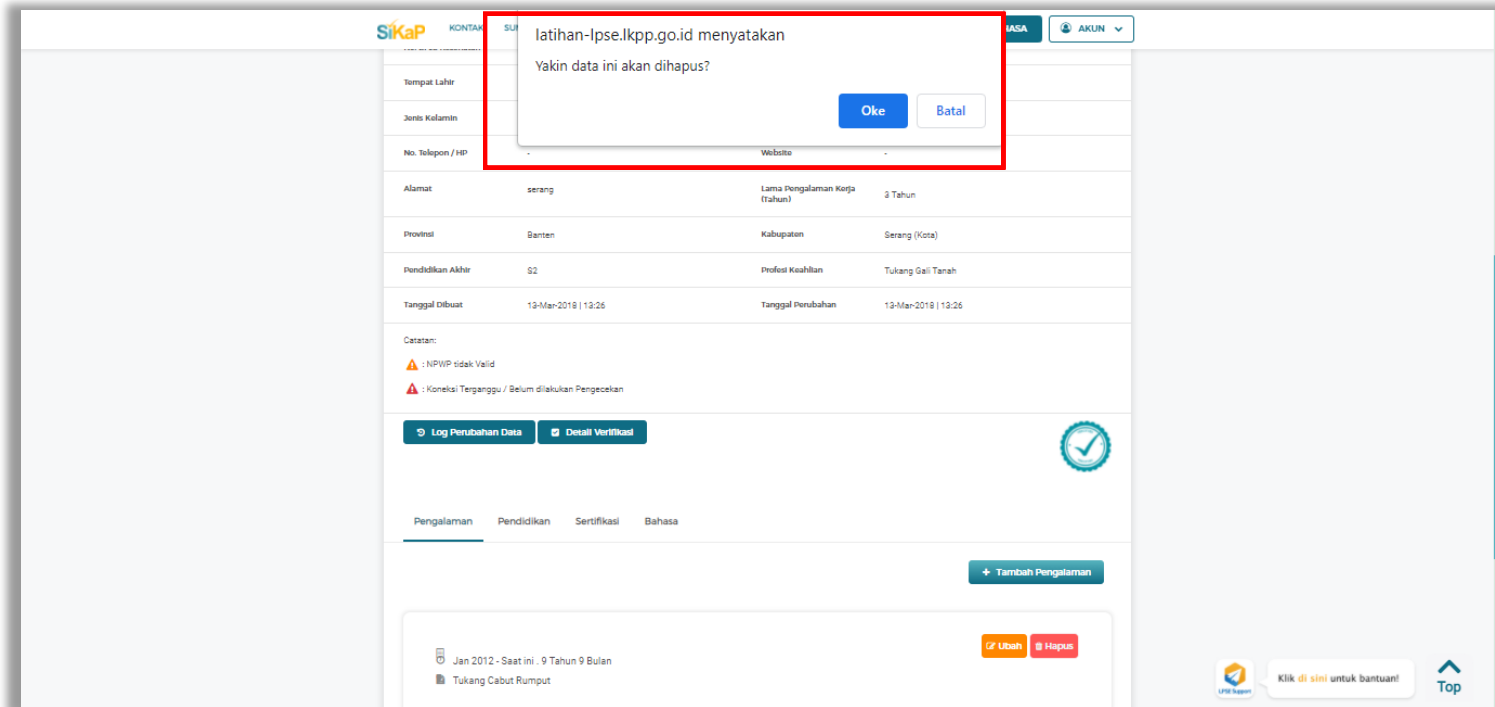 SiKaP KONTAK SU HASA AKUN
latihan-lpse.lkpp.go.id menyatakan
Yakin data ini akan dihapus?
Oke Batal
Tempat Lahir
Jenis Kelamin
No. Telepon / HP - Website -
Alamat serang Lama Pengalaman Kerja (Tahun) 3 Tahun
Provinsi Banten Kabupaten Serang (Kota)
Pendidikan Akhir S2 Profesi Keahlian Tukang Gali Tanah
Tanggal Dibuat 13-Mar-2018 | 13:26 Tanggal Perubahan 13-Mar-2018 | 13:26
Catatan:
: NPWP tidak Valid
: Koneksi Terganggu / Belum dilakukan Pengecekan
Log Perubahan Data Detail Verifikasi
Pengalaman Pendidikan Sertifikasi Bahasa
+ Tambah Pengalaman
Ubah Hapus
Jan 2012 - Saat ini . 9 Tahun 9 Bulan
Tukang Cabut Rumput
LPSE Support Klik di sini untuk bantuan! Top